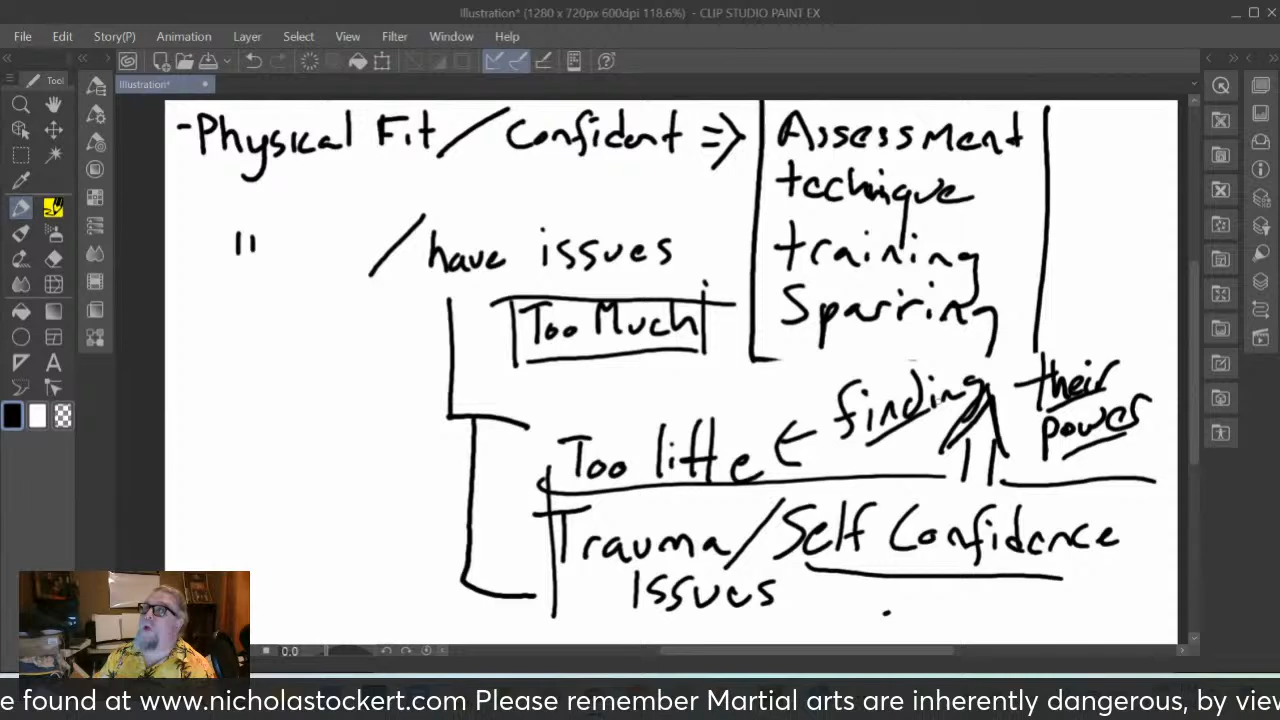 Illustration* (1280 x 720px 600dpi 118.6%) - CLIP STUDIO PAINT EX
File Edit Story(P) Animation Layer Select View Filter Window Help
Tool
Illustration*
-Physical Fit / Confident => Assessment
technique
" / have issues training
Too Much Sparring
Too little ← finding their power
Trauma / Self Confidence
Issues
0.0
e found at www.nicholastockert.com Please remember Martial arts are inherently dangerous, by view